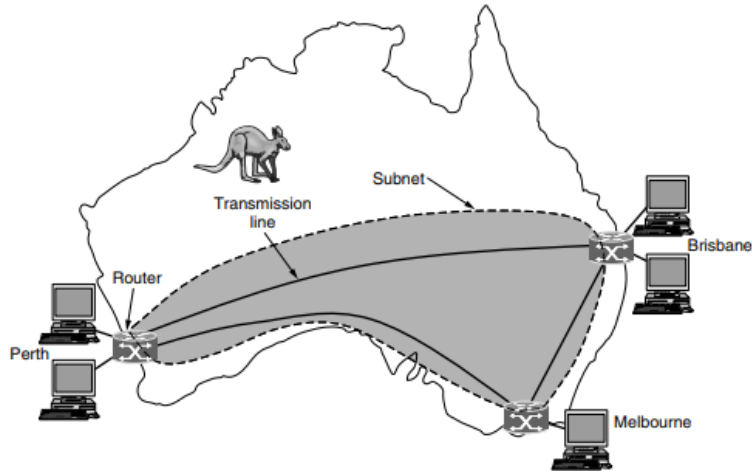 Subnet
Transmission
line
Brisbane
Router
Perth
Melbourne